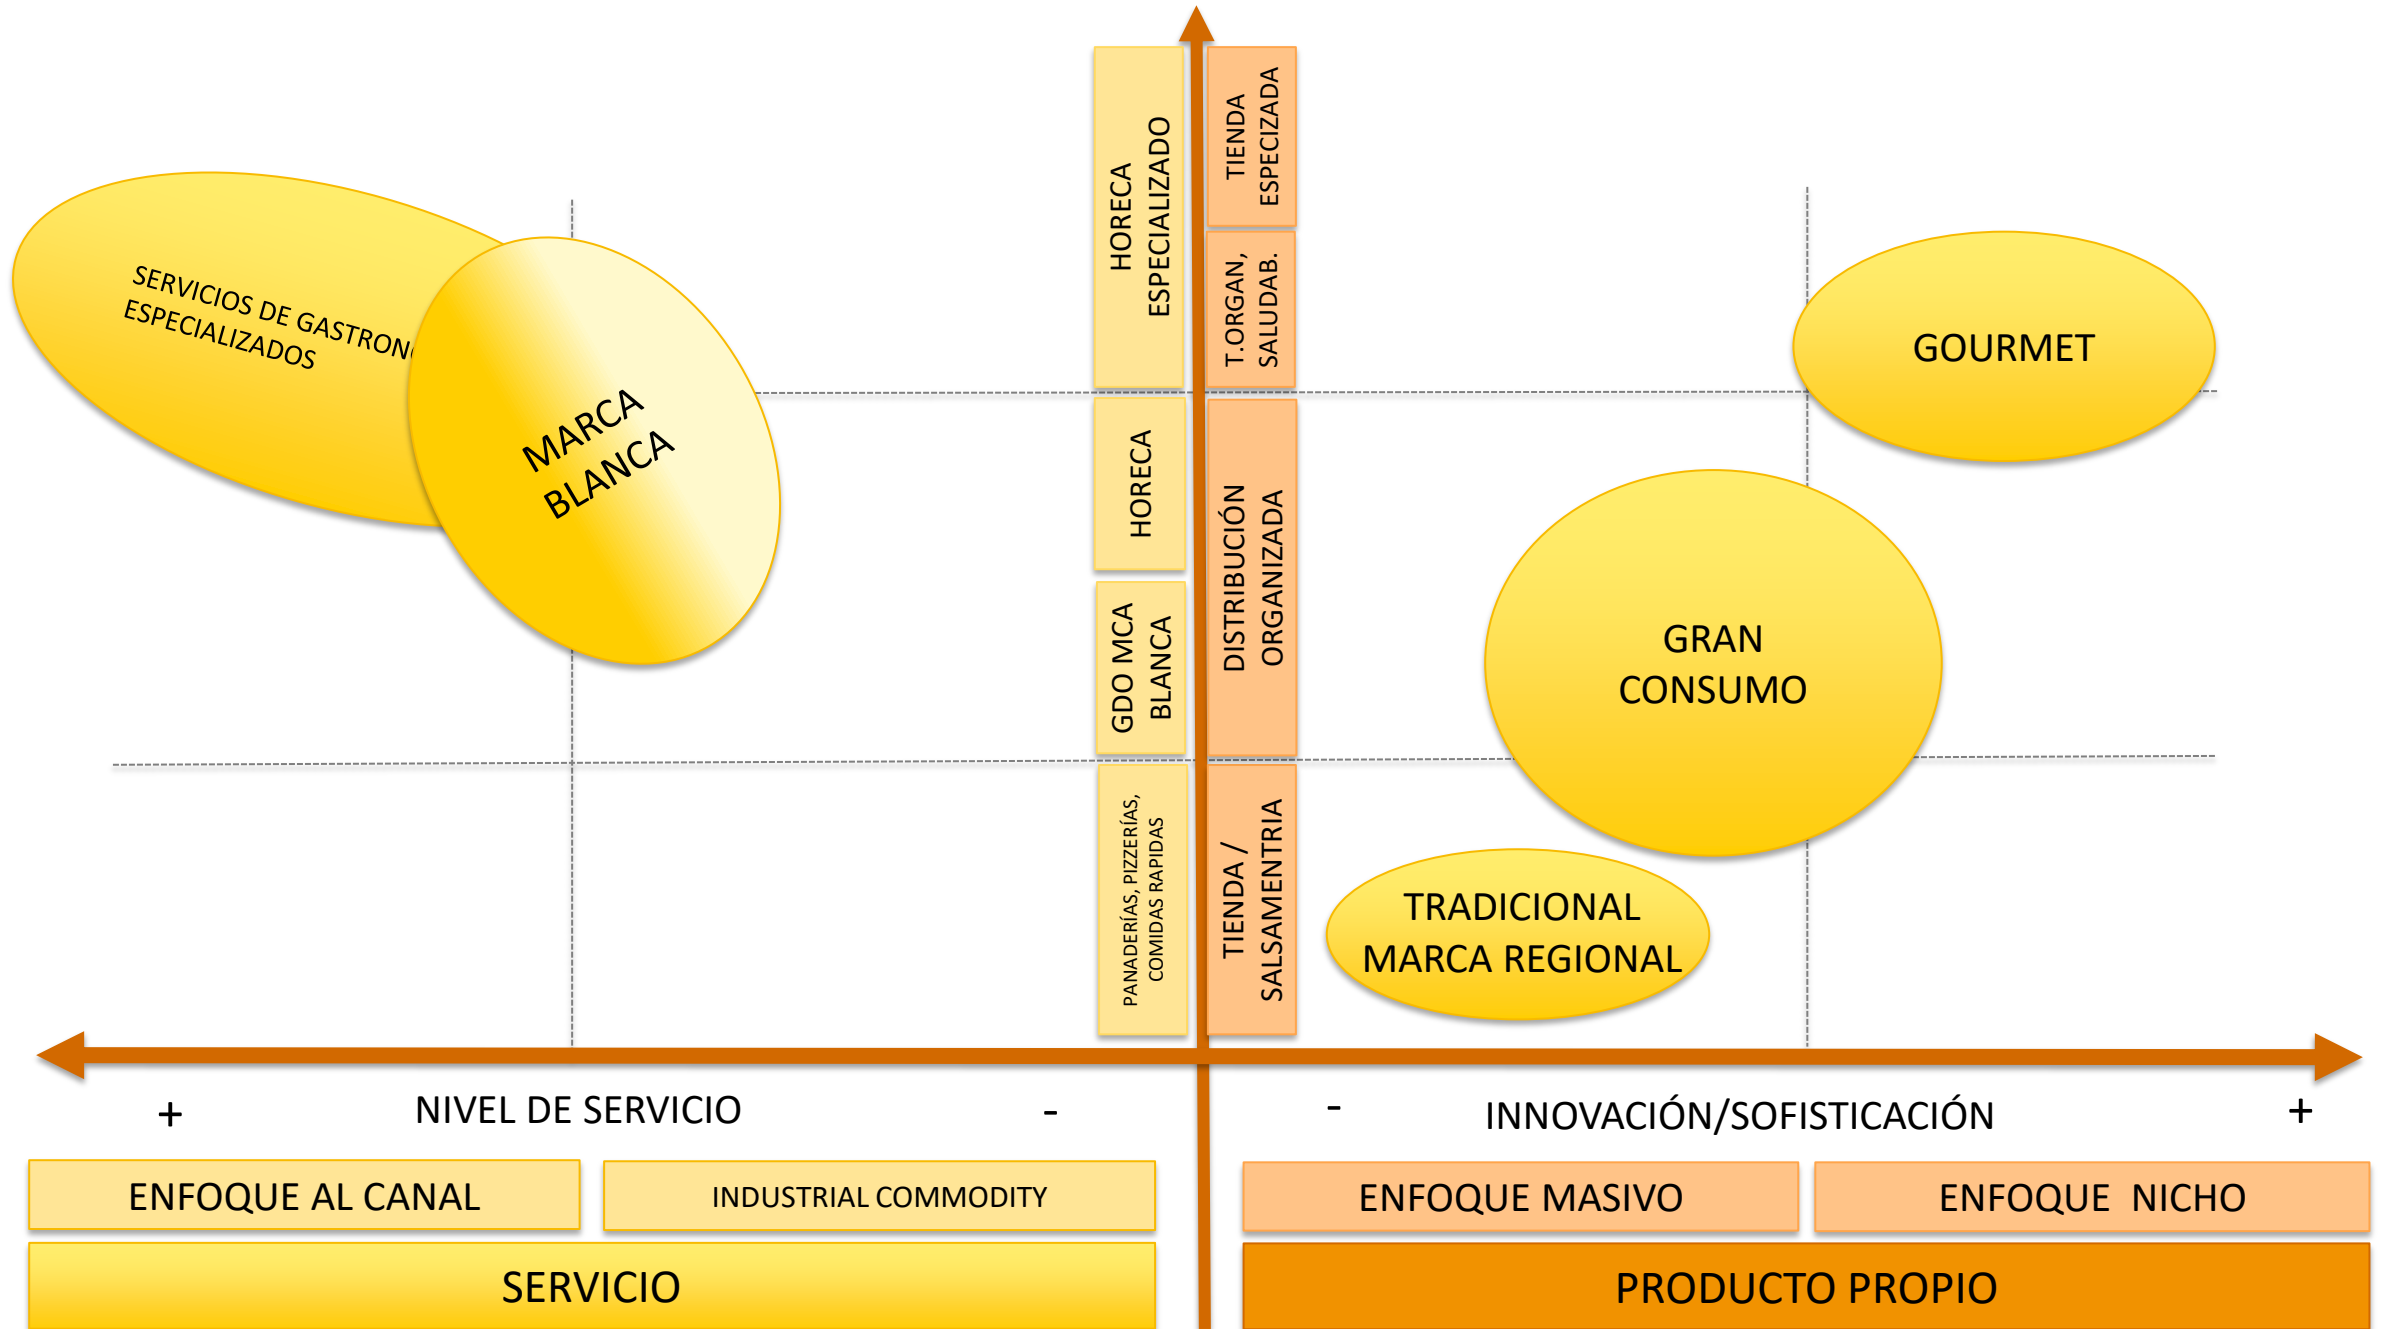 HORECA
ESPECIALIZADO
TIENDA
ESPECIZADA
T.ORGAN,
SALUDAB.
SERVICIOS DE GASTRON
ESPECIALIZADOS
MARCA
BLANCA
GOURMET
HORECA
DISTRIBUCIÓN
ORGANIZADA
GDO MCA
BLANCA
GRAN
CONSUMO
PANADERÍAS, PIZZERÍAS,
COMIDAS RAPIDAS
TIENDA /
SALSAMENTRIA
TRADICIONAL
MARCA REGIONAL
+ NIVEL DE SERVICIO -
- INNOVACIÓN/SOFISTICACIÓN +
ENFOQUE AL CANAL
INDUSTRIAL COMMODITY
ENFOQUE MASIVO
ENFOQUE NICHO
SERVICIO
PRODUCTO PROPIO